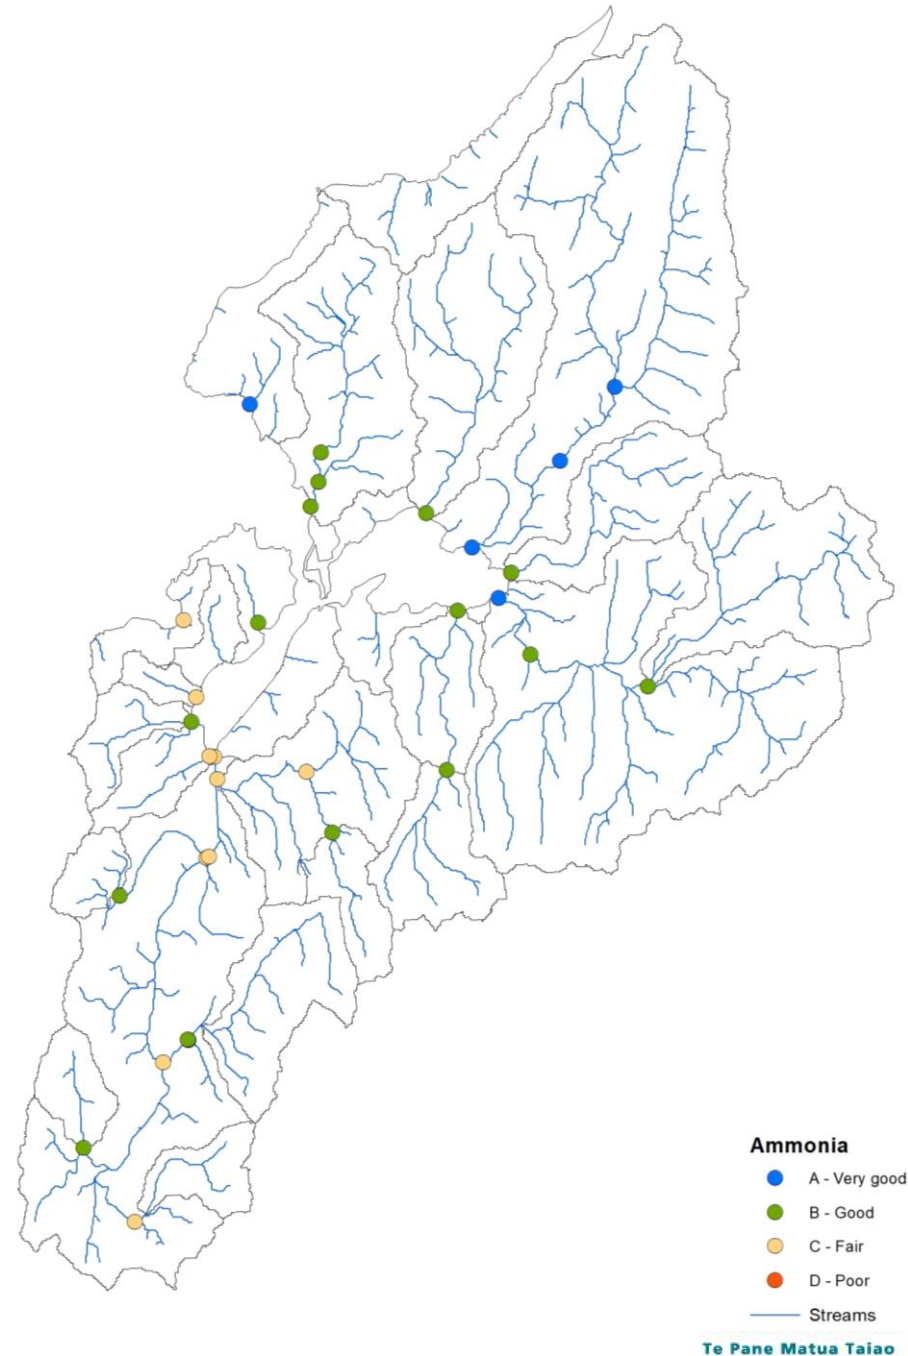 Ammonia
A - Very good
B - Good
C - Fair
D - Poor
Streams
Te Pane Matua Taiao